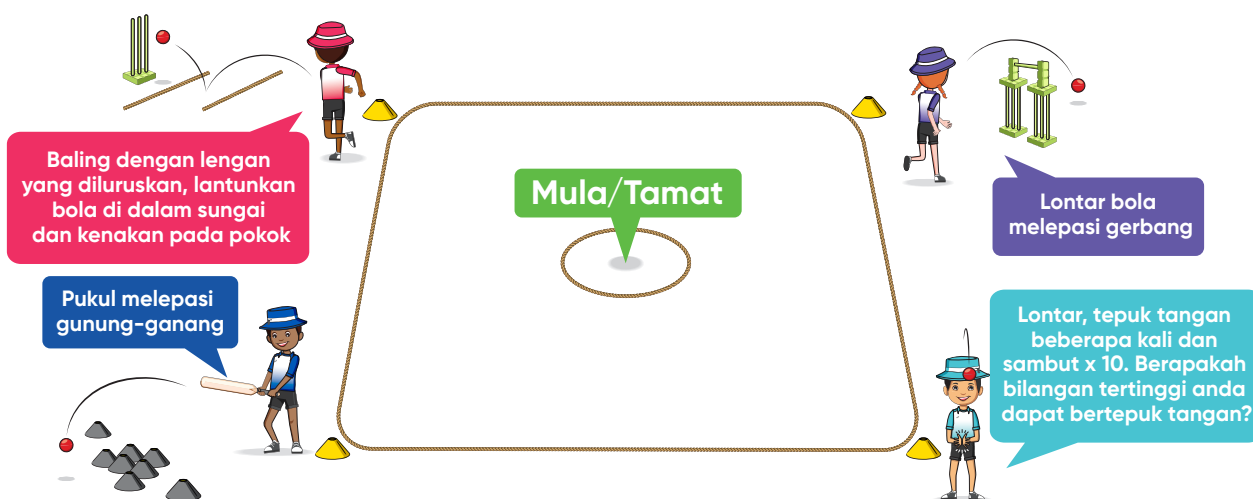 Baling dengan lengan
yang diluruskan, lantunkan
bola di dalam sungai
dan kenakan pada pokok
Mula/Tamat
Lontar bola
melepasi gerbang
Pukul melepasi
gunung-ganang
Lontar, tepuk tangan
beberapa kali dan
sambut x 10. Berapakah
bilangan tertinggi anda
dapat bertepuk tangan?